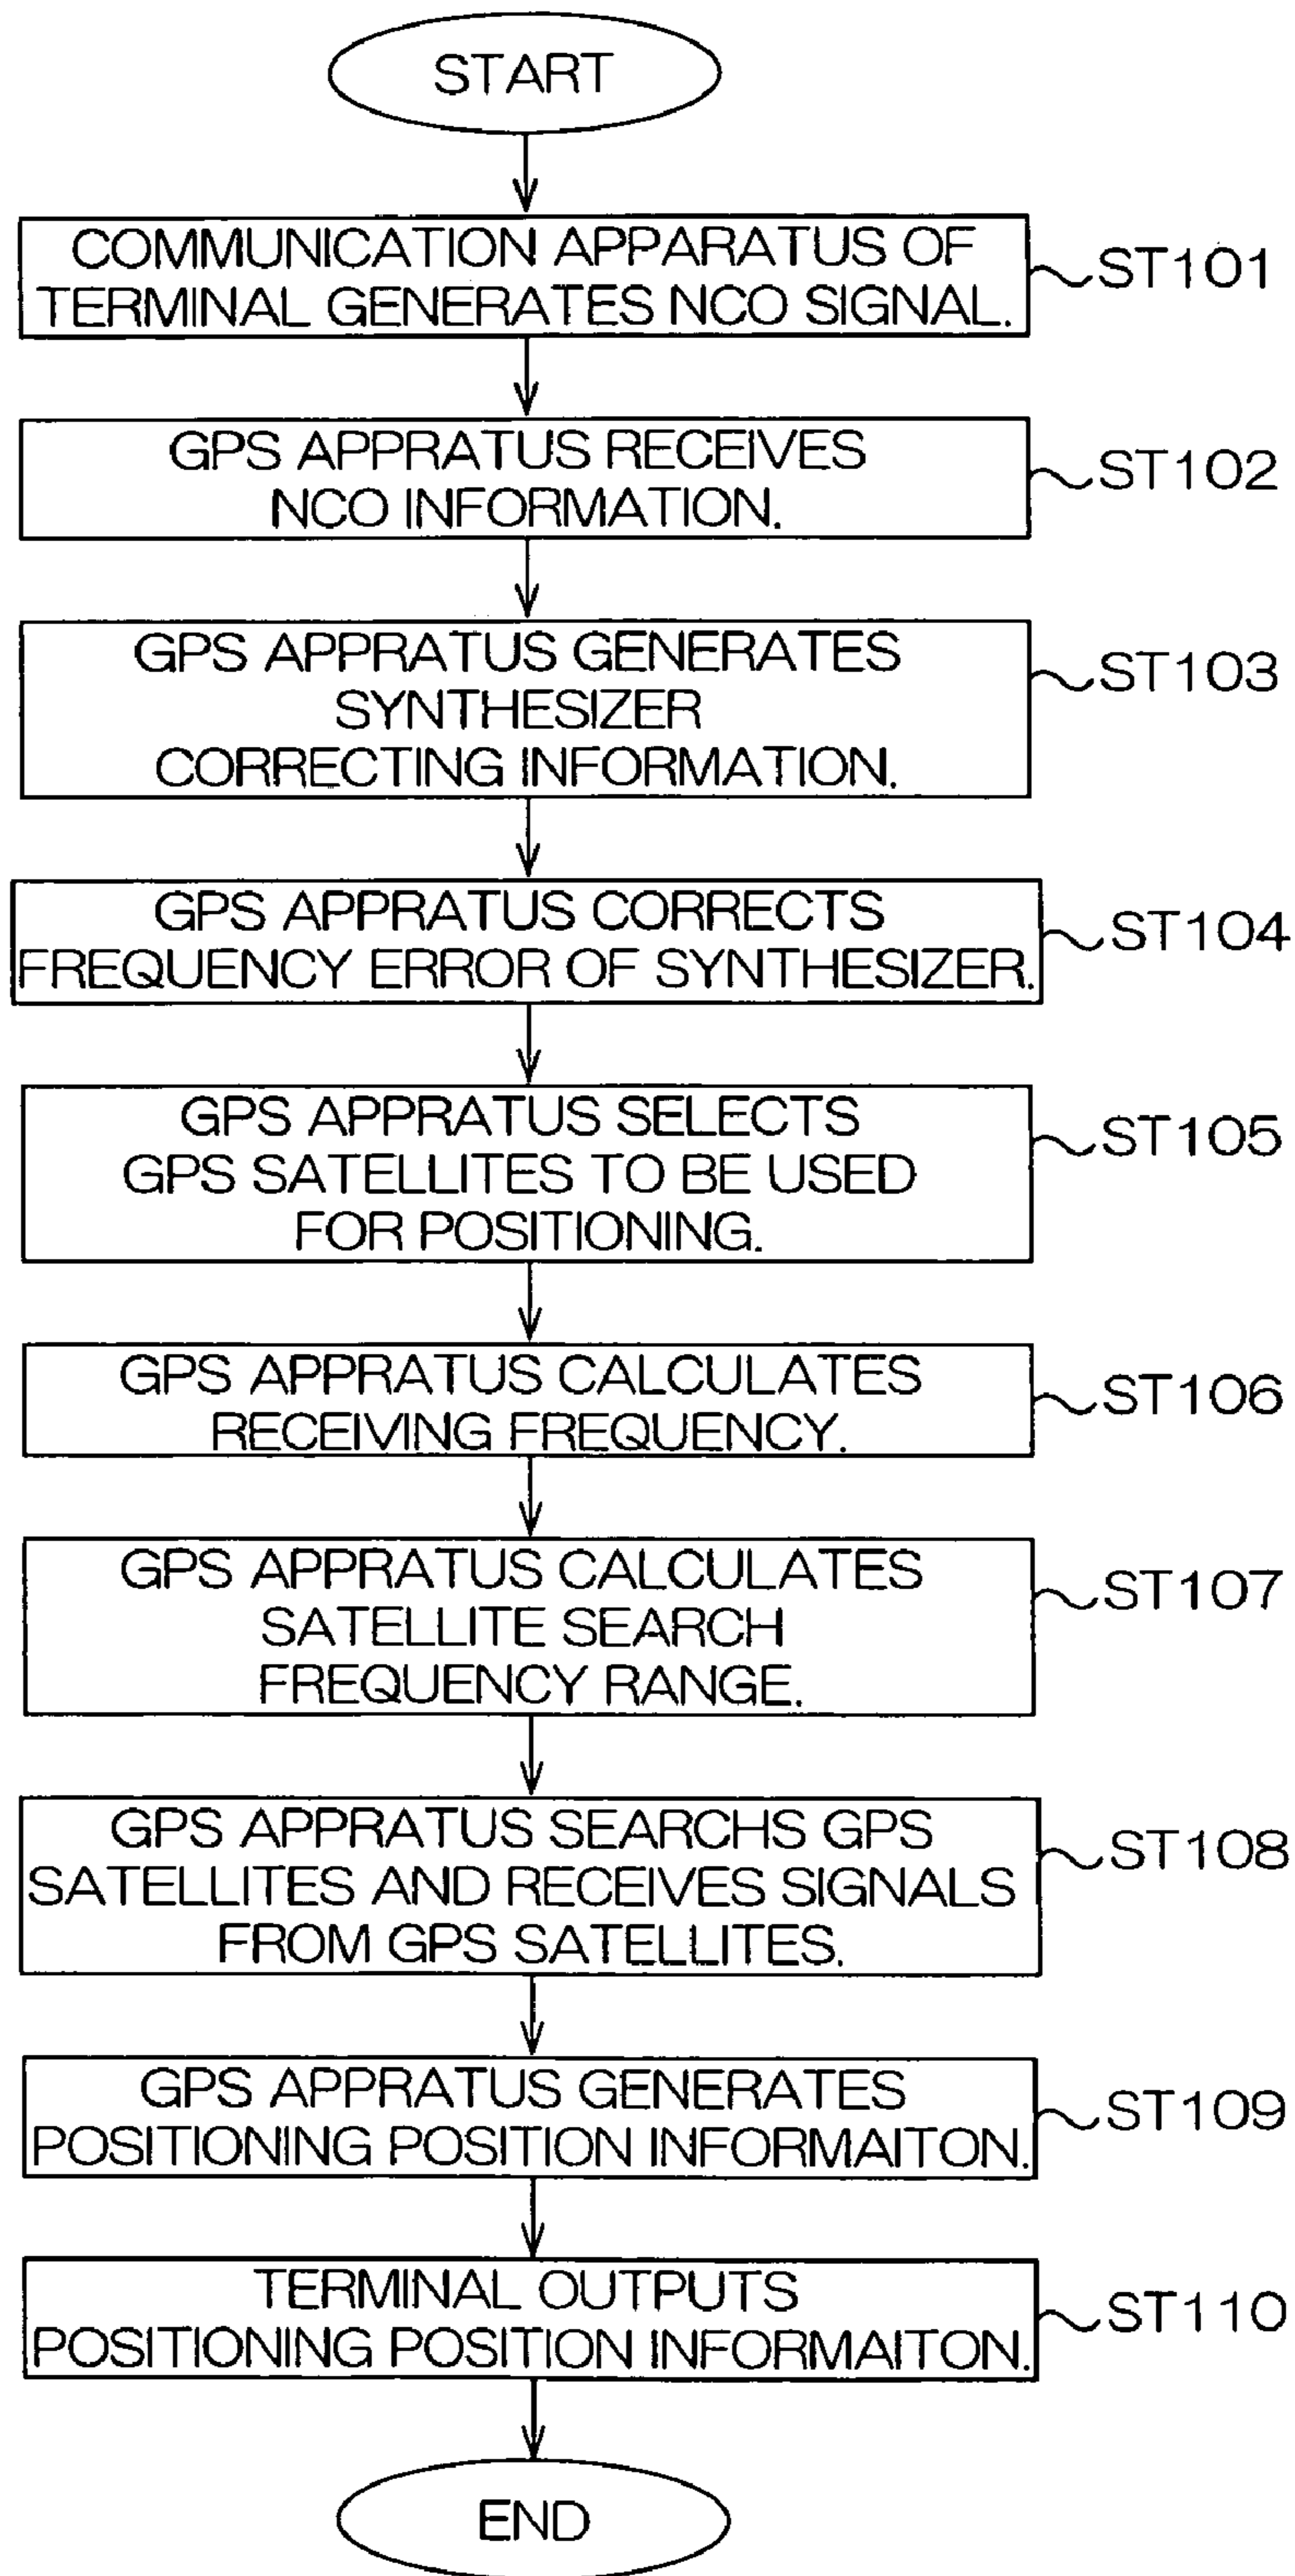 START
COMMUNICATION APPARATUS OF
TERMINAL GENERATES NCO SIGNAL.
ST101
GPS APPRATUS RECEIVES
NCO INFORMATION.
ST102
GPS APPRATUS GENERATES
SYNTHESIZER
CORRECTING INFORMATION.
ST103
GPS APPRATUS CORRECTS
FREQUENCY ERROR OF SYNTHESIZER.
ST104
GPS APPRATUS SELECTS
GPS SATELLITES TO BE USED
FOR POSITIONING.
ST105
GPS APPRATUS CALCULATES
RECEIVING FREQUENCY.
ST106
GPS APPRATUS CALCULATES
SATELLITE SEARCH
FREQUENCY RANGE.
ST107
GPS APPRATUS SEARCHS GPS
SATELLITES AND RECEIVES SIGNALS
FROM GPS SATELLITES.
ST108
GPS APPRATUS GENERATES
POSITIONING POSITION INFORMAITON.
ST109
TERMINAL OUTPUTS
POSITIONING POSITION INFORMAITON.
ST110
END